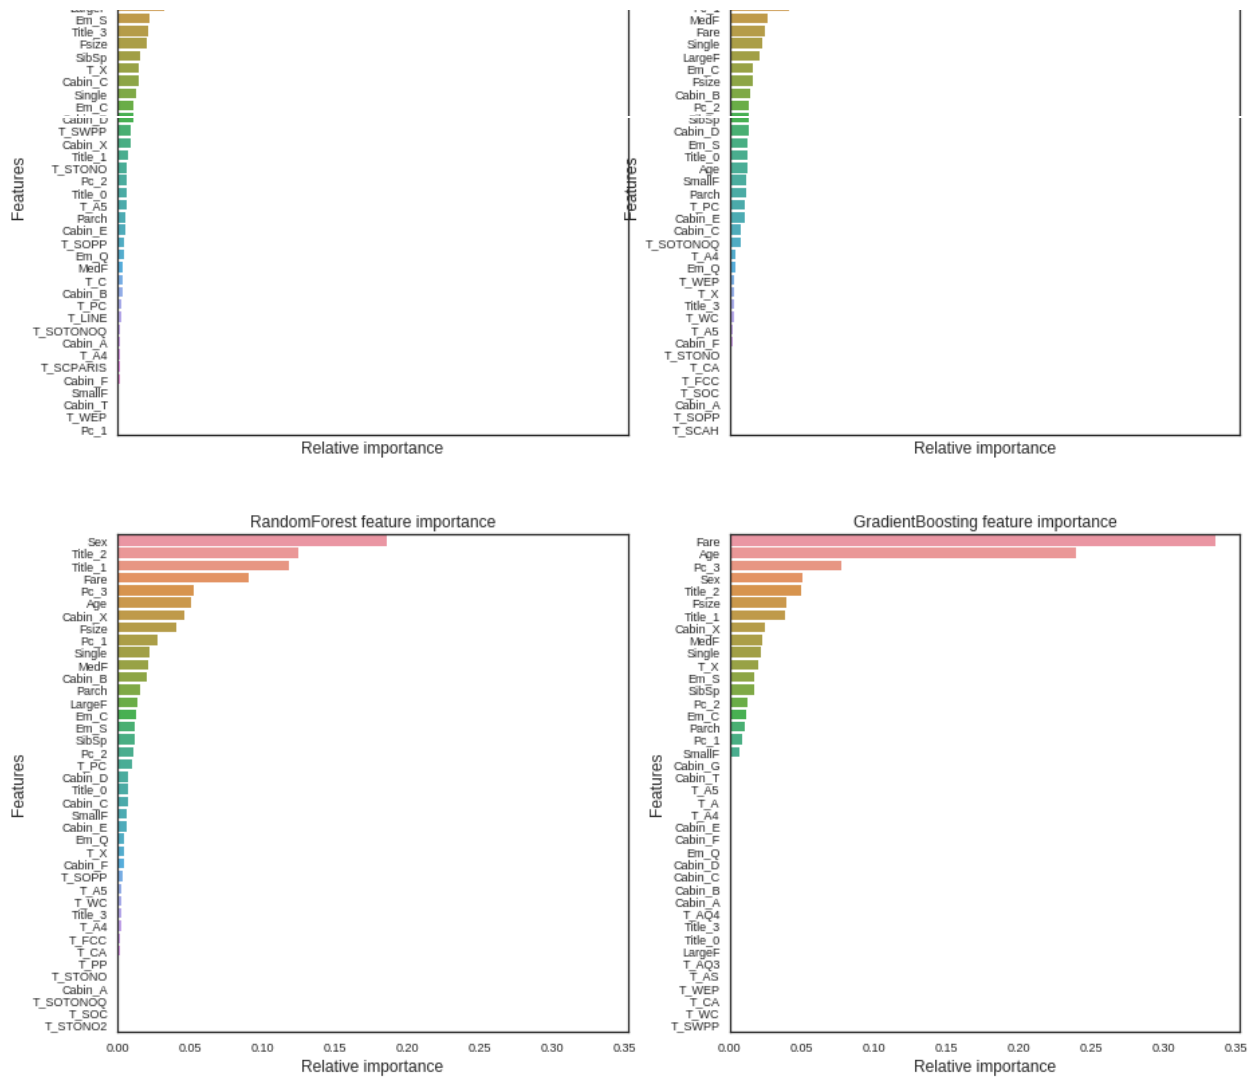 Em_S
Title_3
Fsize
SibSp
T_X
Cabin_C
Single
Em_C
Cabin_D
T_SWPP
Cabin_X
Title_1
T_STONO
Pc_2
Title_0
T_A5
Parch
Cabin_E
T_SOPP
Em_Q
MedF
T_C
Cabin_B
T_PC
T_LINE
T_SOTONOQ
Cabin_A
T_A4
T_SCPARIS
Cabin_F
SmallF
Cabin_T
T_WEP
Pc_1
Features
Relative importance
MedF
Fare
Single
LargeF
Em_C
Fsize
Cabin_B
Pc_2
SibSp
Cabin_D
Em_S
Title_0
Age
SmallF
Parch
T_PC
Cabin_E
Cabin_C
T_SOTONOQ
T_A4
Em_Q
T_WEP
T_X
Title_3
T_WC
T_A5
Cabin_F
T_STONO
T_CA
T_FCC
T_SOC
Cabin_A
T_SOPP
T_SCAH
Features
Relative importance
RandomForest feature importance
Sex
Title_2
Title_1
Fare
Pc_3
Age
Cabin_X
Fsize
Pc_1
Single
MedF
Cabin_B
Parch
LargeF
Em_C
Em_S
SibSp
Pc_2
T_PC
Cabin_D
Title_0
Cabin_C
SmallF
Cabin_E
Em_Q
T_X
Cabin_F
T_SOPP
T_A5
T_WC
Title_3
T_A4
T_FCC
T_CA
T_PP
T_STONO
Cabin_A
T_SOTONOQ
T_SOC
T_STONO2
Features
0.00 0.05 0.10 0.15 0.20 0.25 0.30 0.35
Relative importance
GradientBoosting feature importance
Fare
Age
Pc_3
Sex
Title_2
Fsize
Title_1
Cabin_X
MedF
Single
T_X
Em_S
SibSp
Pc_2
Em_C
Parch
Pc_1
SmallF
Cabin_G
Cabin_T
T_A5
T_A
T_A4
Cabin_E
Cabin_F
Em_Q
Cabin_D
Cabin_C
Cabin_B
Cabin_A
T_AQ4
Title_3
Title_0
LargeF
T_AQ3
T_AS
T_WEP
T_CA
T_WC
T_SWPP
Features
0.00 0.05 0.10 0.15 0.20 0.25 0.30 0.35
Relative importance